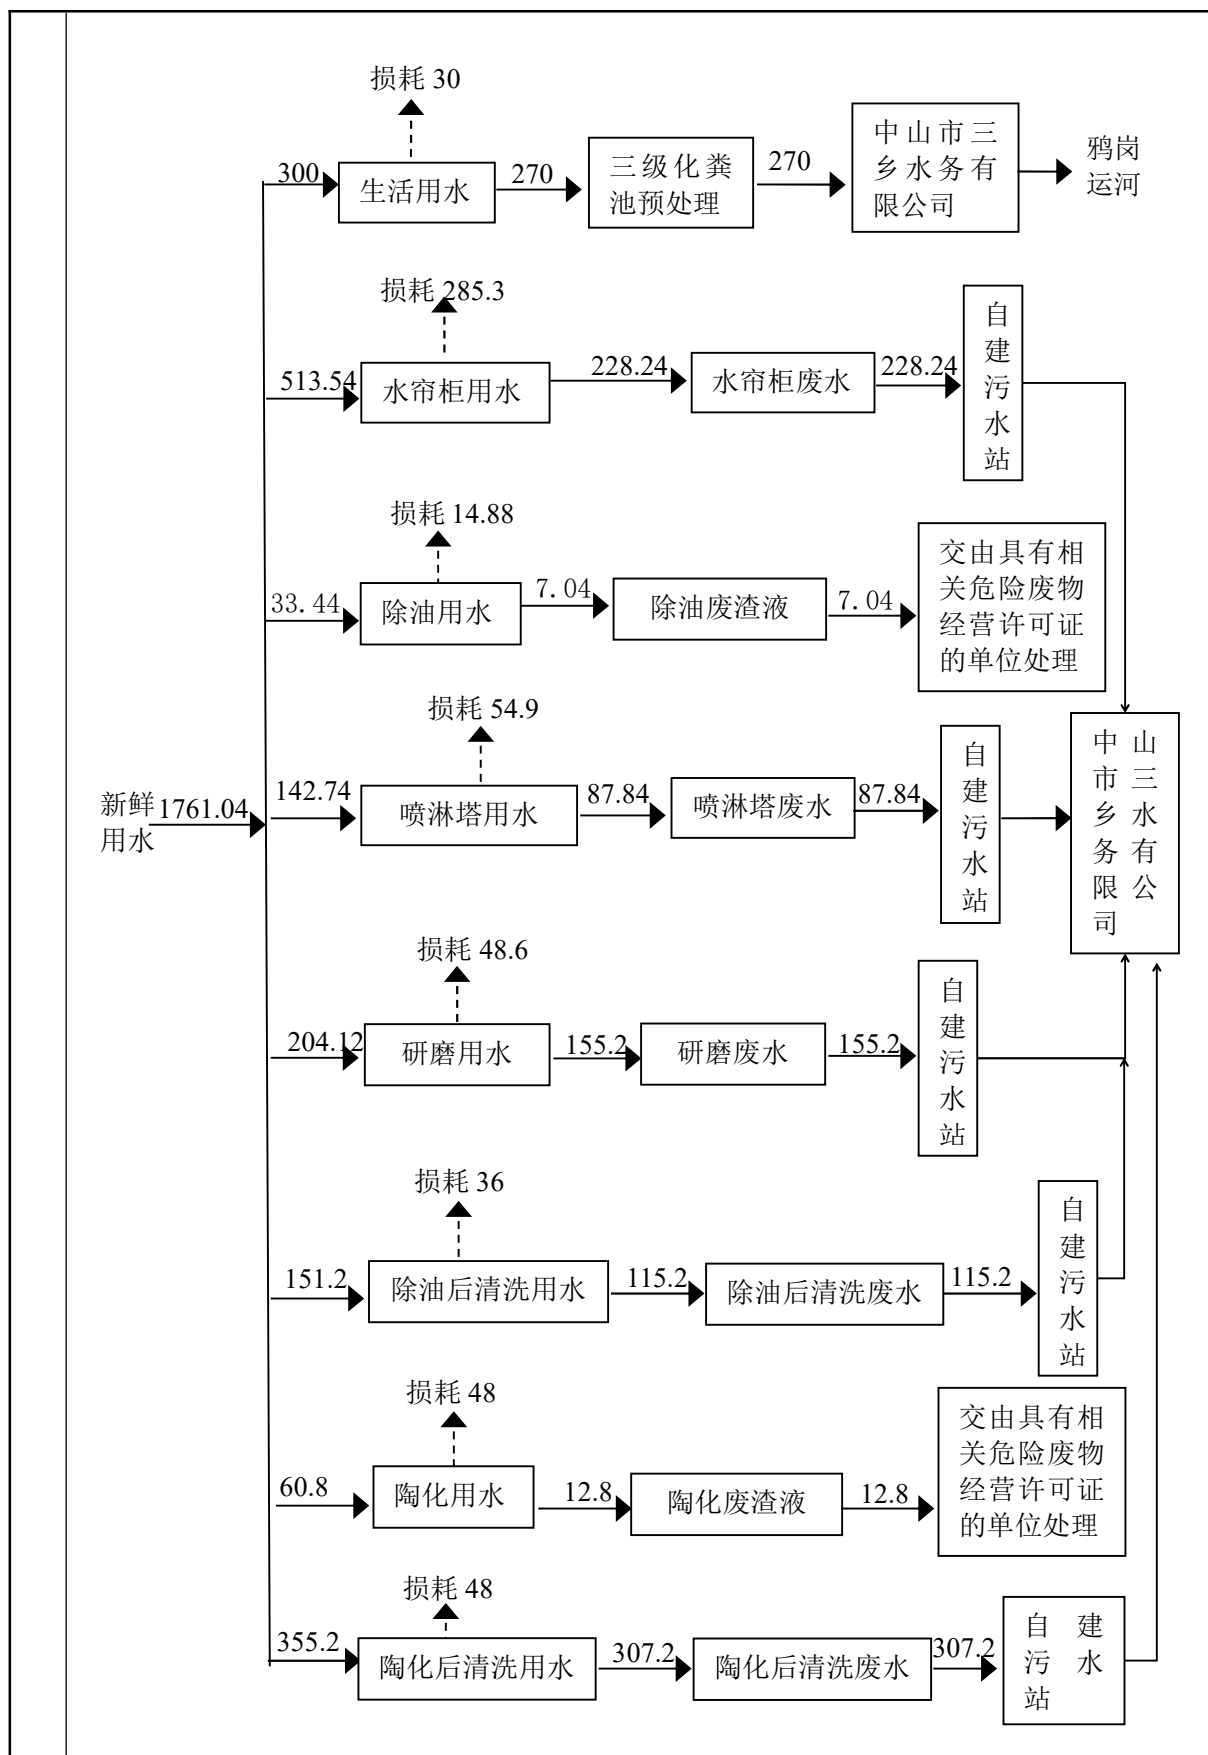 损耗 30
300
生活用水
270
三级化粪
池预处理
270
中山市三
乡水务有
限公司
鸦岗
运河
损耗 285.3
513.54
水帘柜用水
228.24
水帘柜废水
228.24
自
建
污
水
站
损耗 14.88
33.44
除油用水
7.04
除油废渣液
7.04
交由具有相
关危险废物
经营许可证
的单位处理
损耗 54.9
新鲜
用水
1761.04
142.74
喷淋塔用水
87.84
喷淋塔废水
87.84
自
建
污
水
站
中山
市三
乡水
务有
限公
司
损耗 48.6
204.12
研磨用水
155.2
研磨废水
155.2
自
建
污
水
站
损耗 36
151.2
除油后清洗用水
115.2
除油后清洗废水
115.2
自
建
污
水
站
损耗 48
60.8
陶化用水
12.8
陶化废渣液
12.8
交由具有相
关危险废物
经营许可证
的单位处理
损耗 48
355.2
陶化后清洗用水
307.2
陶化后清洗废水
307.2
自建
污水
站